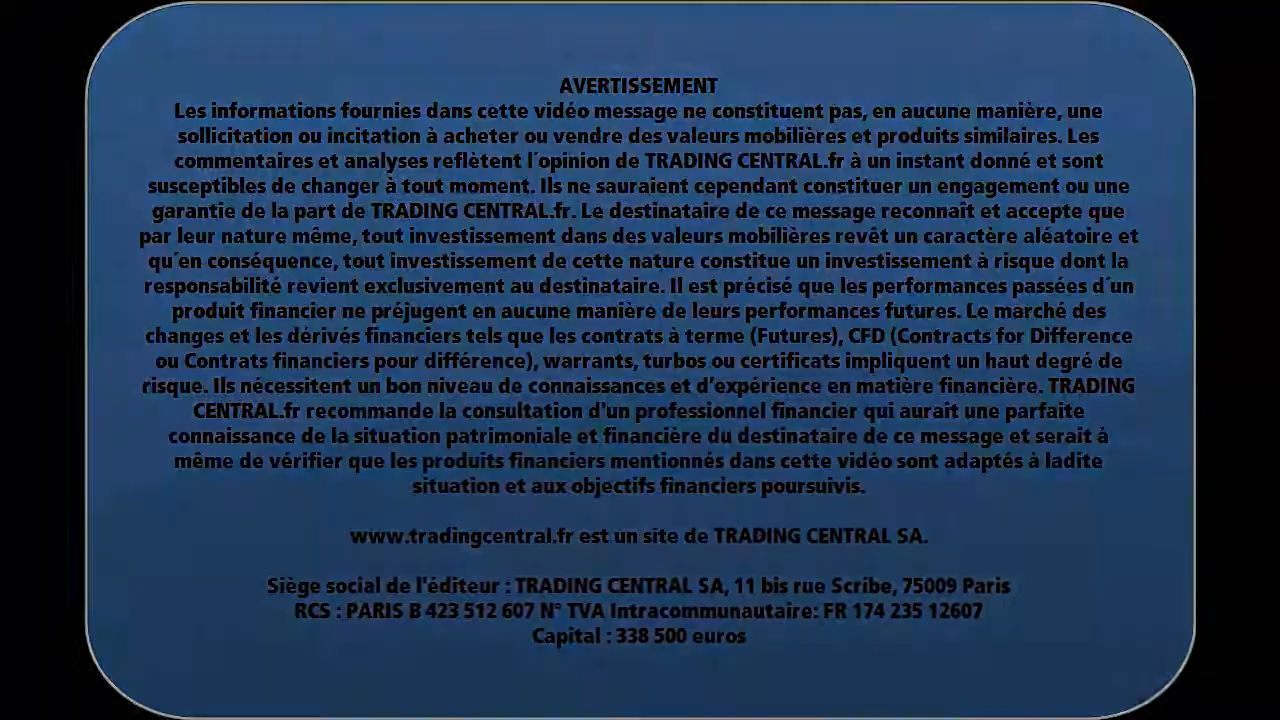 AVERTISSEMENT
Les informations fournies dans cette vidéo message ne constituent pas, en aucune manière, une
sollicitation ou incitation à acheter ou vendre des valeurs mobilières et produits similaires. Les
commentaires et analyses reflètent l´opinion de TRADING CENTRAL.fr à un instant donné et sont
susceptibles de changer à tout moment. Ils ne sauraient cependant constituer un engagement ou une
garantie de la part de TRADING CENTRAL.fr. Le destinataire de ce message reconnaît et accepte que
par leur nature même, tout investissement dans des valeurs mobilières revêt un caractère aléatoire et
qu´en conséquence, tout investissement de cette nature constitue un investissement à risque dont la
responsabilité revient exclusivement au destinataire. Il est précisé que les performances passées d´un
produit financier ne préjugent en aucune manière de leurs performances futures. Le marché des
changes et les dérivés financiers tels que les contrats à terme (Futures), CFD (Contracts for Difference
ou Contrats financiers pour différence), warrants, turbos ou certificats impliquent un haut degré de
risque. Ils nécessitent un bon niveau de connaissances et d’expérience en matière financière. TRADING
CENTRAL.fr recommande la consultation d'un professionnel financier qui aurait une parfaite
connaissance de la situation patrimoniale et financière du destinataire de ce message et serait à
même de vérifier que les produits financiers mentionnés dans cette vidéo sont adaptés à ladite
situation et aux objectifs financiers poursuivis.
www.tradingcentral.fr est un site de TRADING CENTRAL SA.
Siège social de l'éditeur : TRADING CENTRAL SA, 11 bis rue Scribe, 75009 Paris
RCS : PARIS B 423 512 607 N° TVA Intracommunautaire: FR 174 235 12607
Capital : 338 500 euros